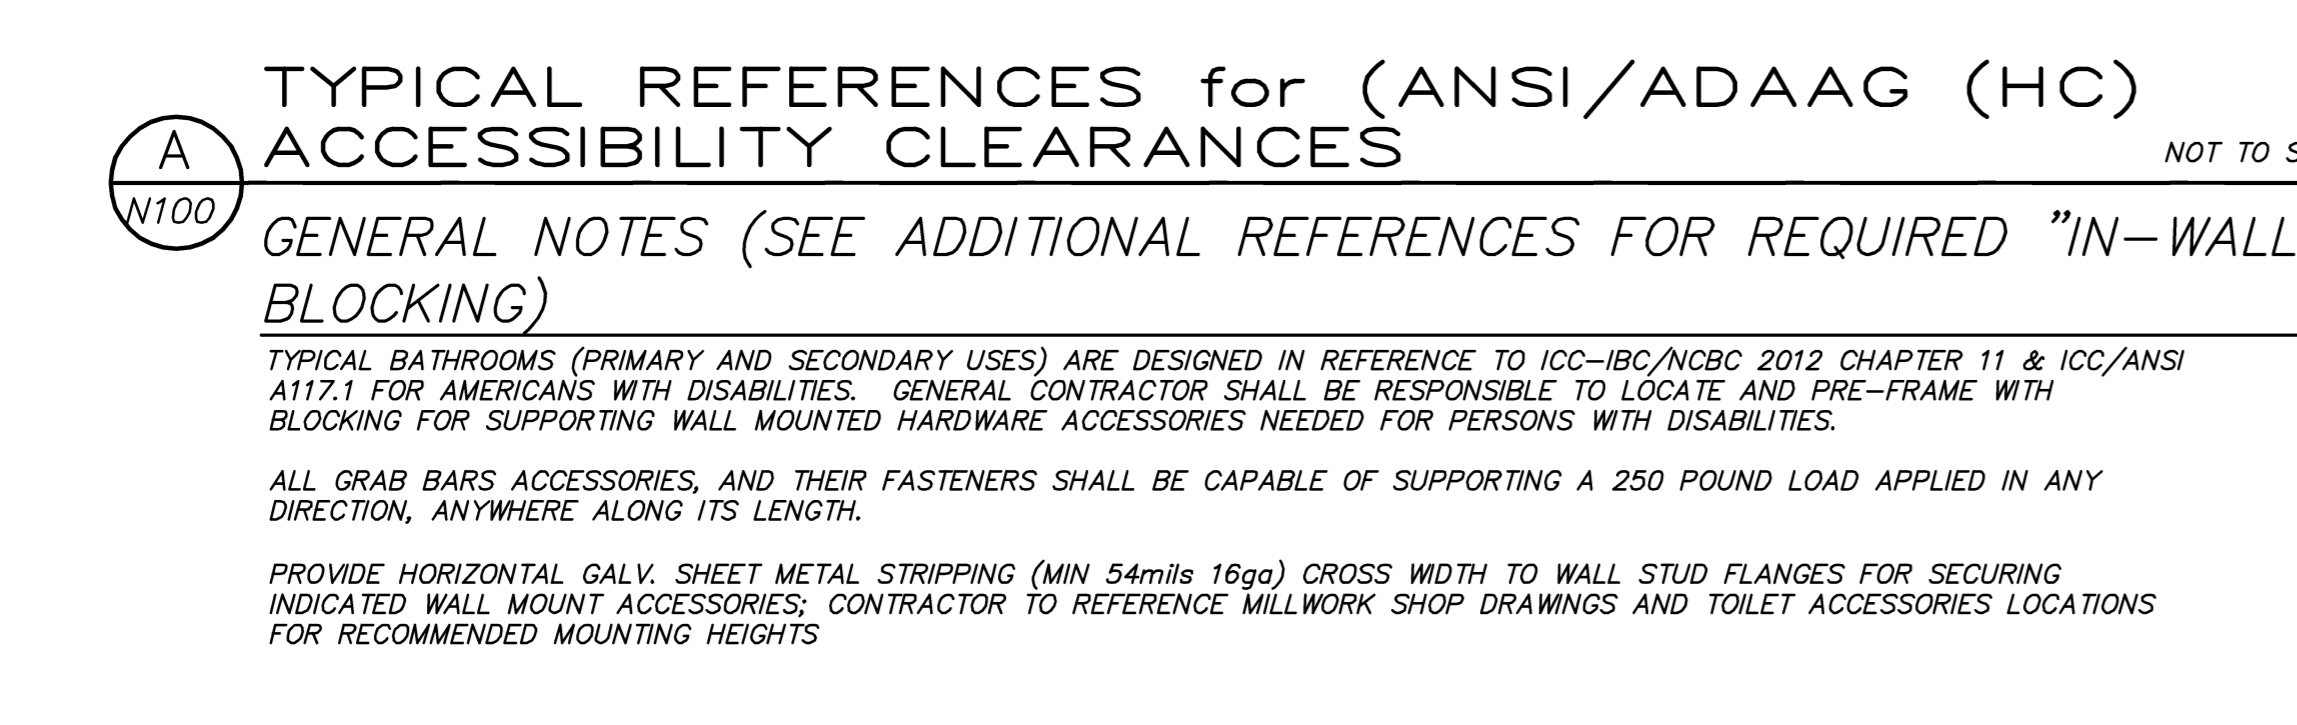 TYPICAL REFERENCES for (ANSI/ADAAG (HC)
ACCESSIBILITY CLEARANCES
NOT TO
A
N100
GENERAL NOTES (SEE ADDITIONAL REFERENCES FOR REQUIRED "IN-WALL
BLOCKING)
TYPICAL BATHROOMS (PRIMARY AND SECONDARY USES) ARE DESIGNED IN REFERENCE TO ICC-IBC/NCBC 2012 CHAPTER 11 & ICC/ANSI
A117.1 FOR AMERICANS WITH DISABILITIES. GENERAL CONTRACTOR SHALL BE RESPONSIBLE TO LOCATE AND PRE-FRAME WITH
BLOCKING FOR SUPPORTING WALL MOUNTED HARDWARE ACCESSORIES NEEDED FOR PERSONS WITH DISABILITIES.
ALL GRAB BARS ACCESSORIES, AND THEIR FASTENERS SHALL BE CAPABLE OF SUPPORTING A 250 POUND LOAD APPLIED IN ANY
DIRECTION, ANYWHERE ALONG ITS LENGTH.
PROVIDE HORIZONTAL GALV. SHEET METAL STRIPPING (MIN 54mils 16ga) CROSS WIDTH TO WALL STUD FLANGES FOR SECURING
INDICATED WALL MOUNT ACCESSORIES; CONTRACTOR TO REFERENCE MILLWORK SHOP DRAWINGS AND TOILET ACCESSORIES LOCATIONS
FOR RECOMMENDED MOUNTING HEIGHTS